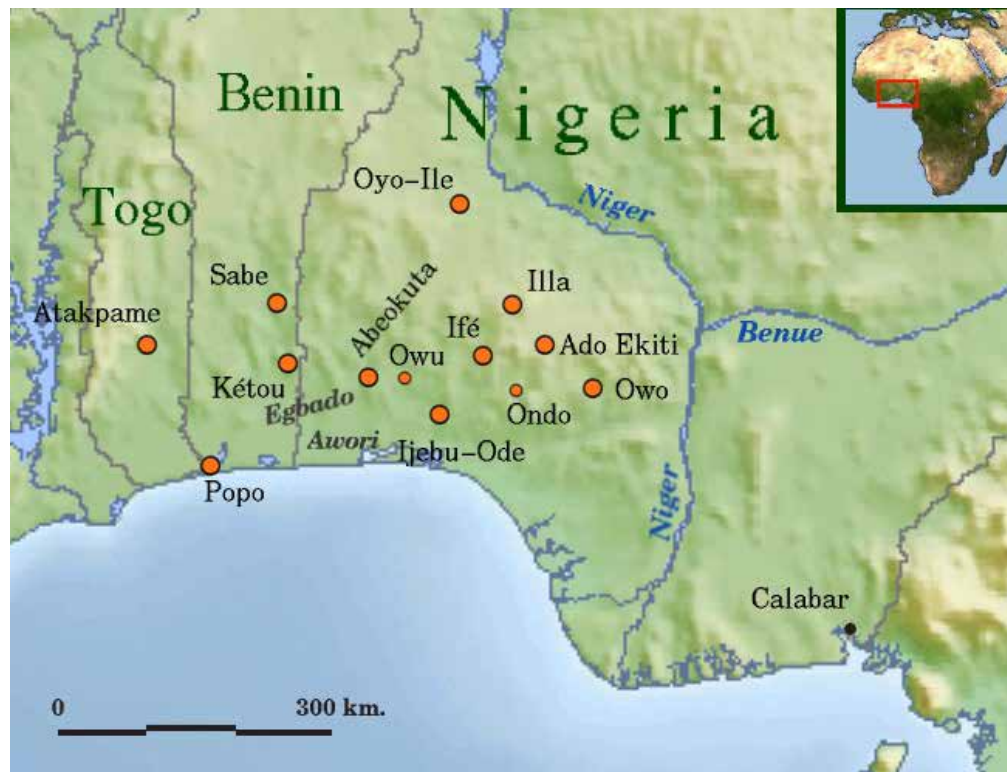 Benin
Nigeria
Togo
Oyo-Ile
Niger
Sabe
Abeokuta
Illa
Atakpame
Ifé
Benue
Owu
Ado Ekiti
Kétou
Egbado
Ondo
Owo
Awori
Ijebu-Ode
Popo
Niger
Calabar
0 300 km.